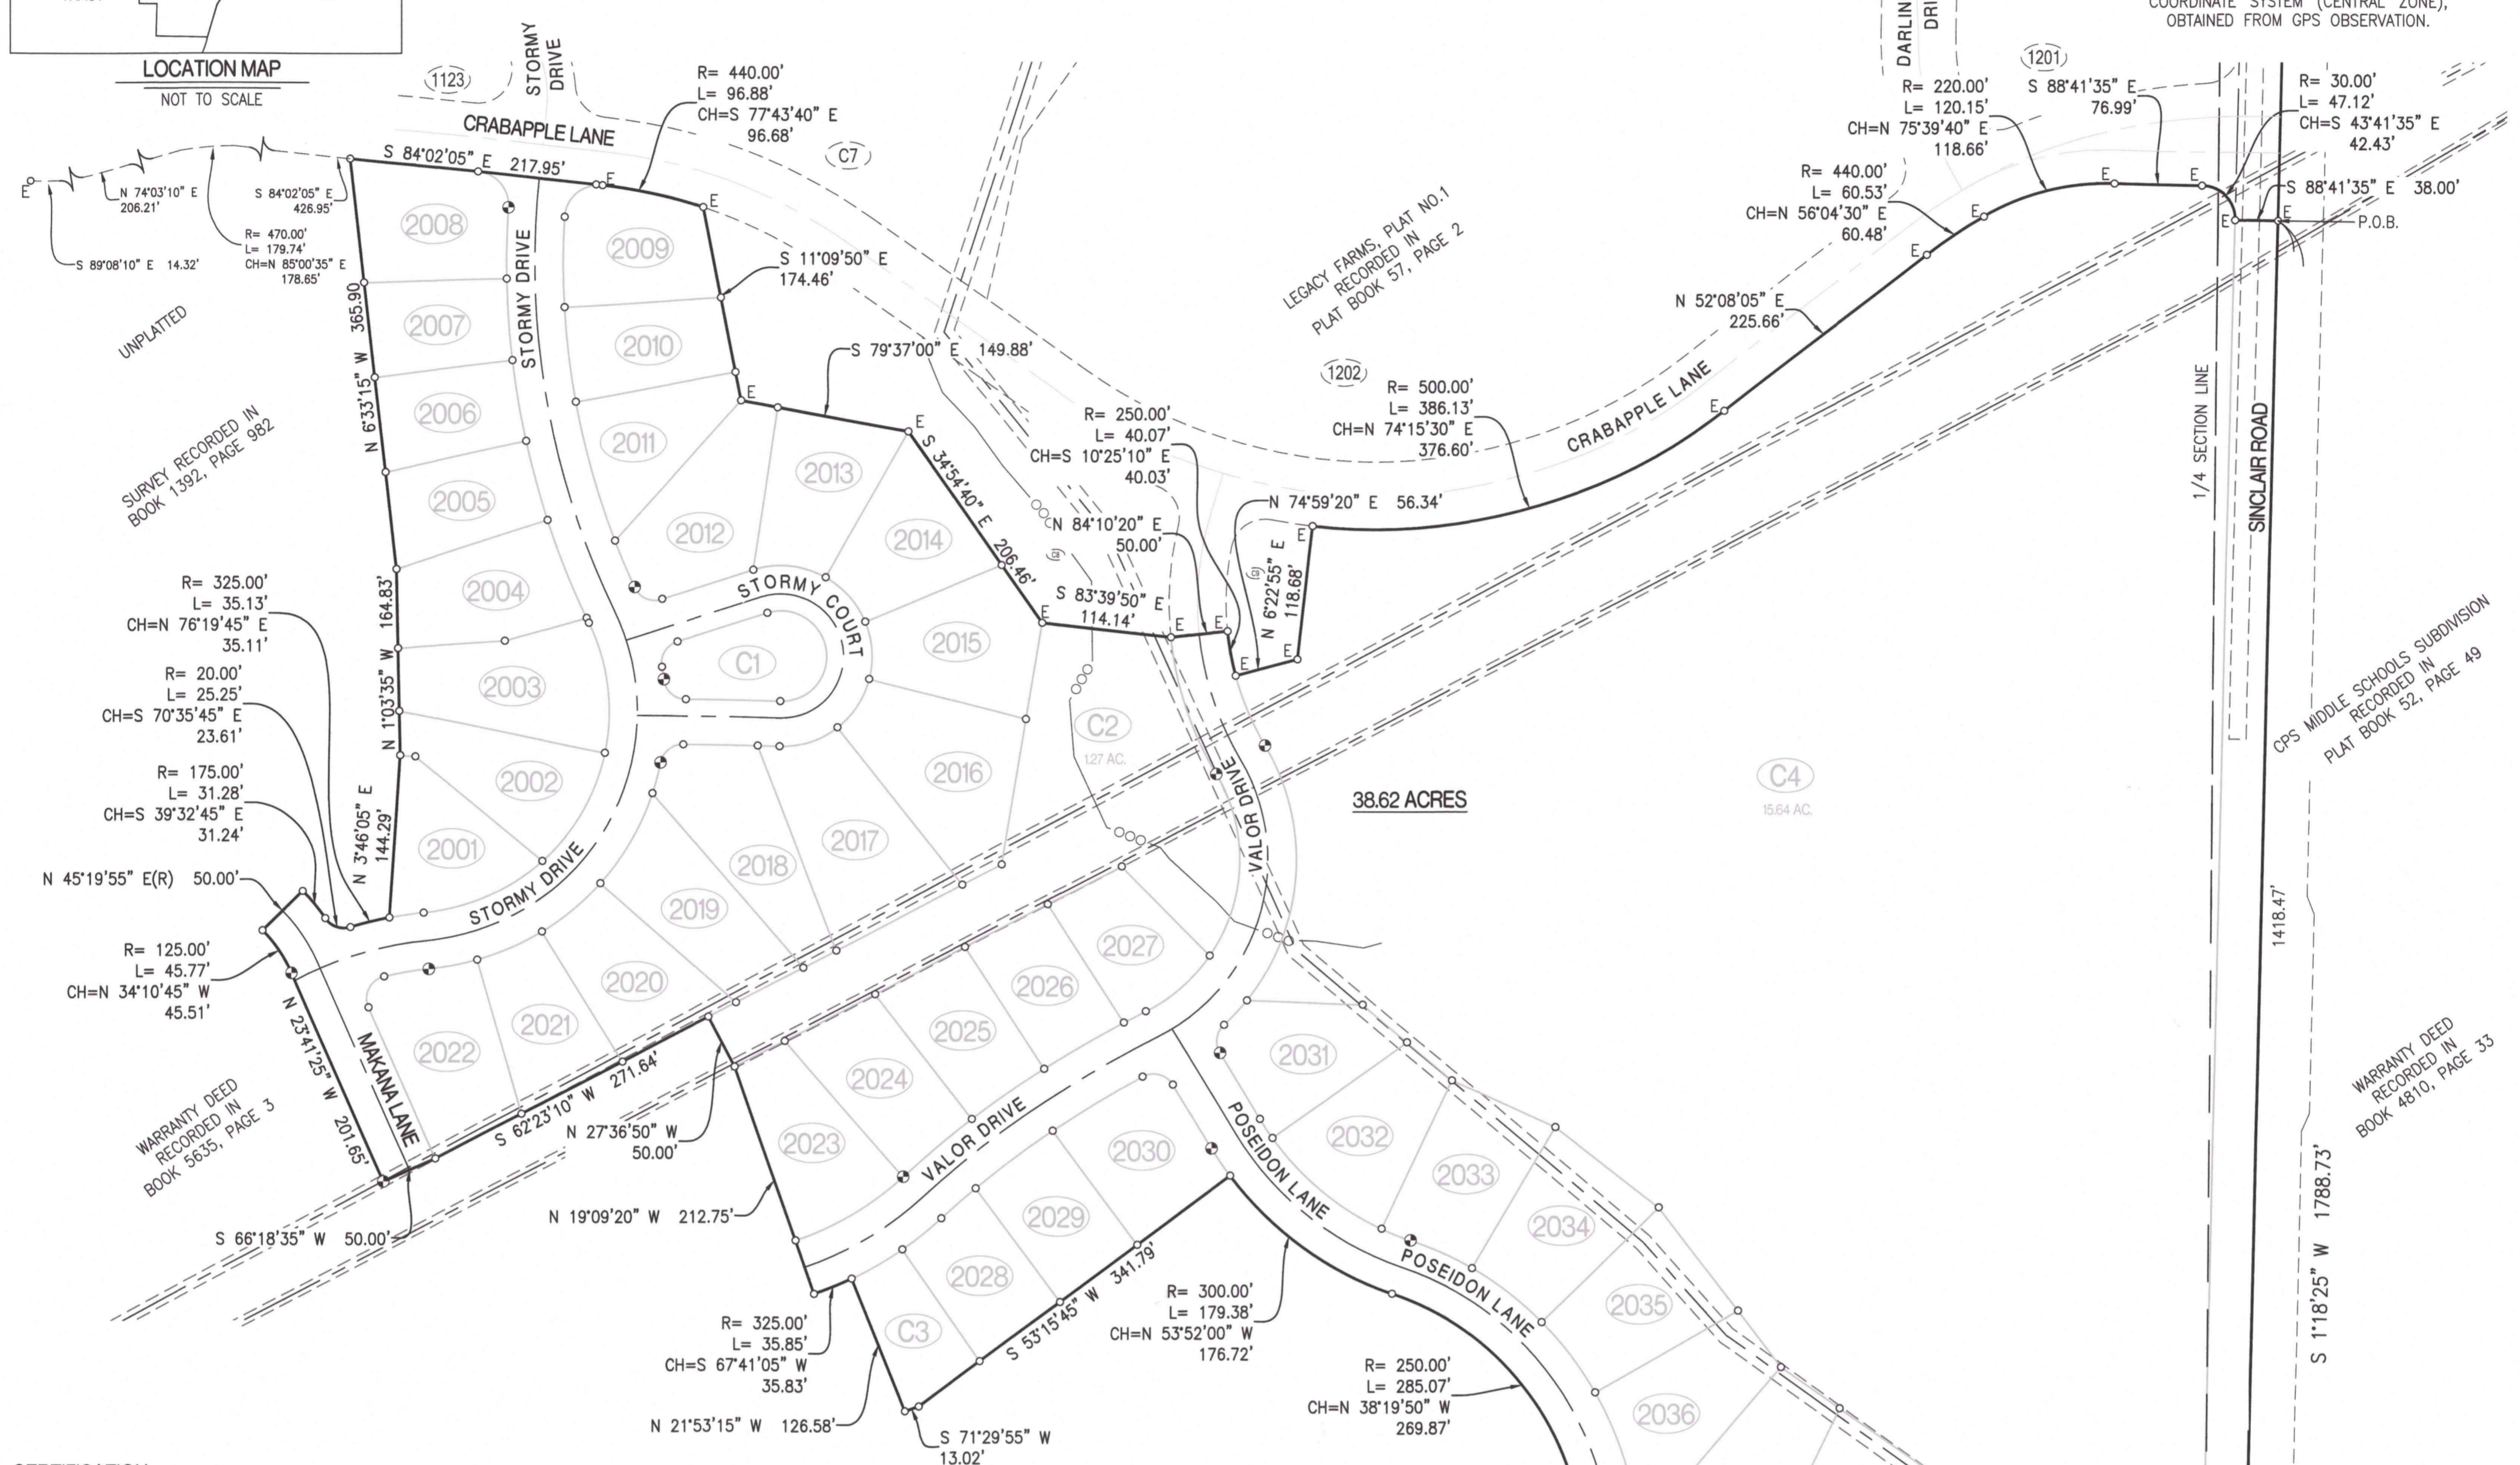 COORDINATE SYSTEM (CENTRAL ZONE),
OBTAINED FROM GPS OBSERVATION.
LOCATION MAP
NOT TO SCALE
1123
STORMY
DRIVE
CRABAPPLE LANE
R= 440.00'
L= 96.88'
CH=S 77°43'40" E
96.68'
C7
S 84°02'05" E 217.95'
E
E
N 74°03'10" E
206.21'
S 84°02'05" E
426.95'
R= 470.00'
L= 179.74'
CH=N 85°00'35" E
178.65'
S 89°08'10" E 14.32'
UNPLATTED
SURVEY RECORDED IN
BOOK 1392, PAGE 982
N 6°33'15" W 365.90
2008
2007
2006
2005
2004
2003
2002
2001
STORMY DRIVE
STORMY DRIVE
2009
2010
2011
2012
2013
2014
2015
2016
2017
2018
2019
2020
2021
2022
S 11°09'50" E
174.46'
E
S 79°37'00" E 149.88'
E
S 34°54'40" E 206.46'
STORMY COURT
C1
C2
1.27 AC.
E
S 83°39'50" E
114.14'
E
E
E
E
E
C8
N 84°10'20" E
50.00'
R= 250.00'
L= 40.07'
CH=S 10°25'10" E
40.03'
N 74°59'20" E 56.34'
N 6°22'55" E
118.68'
LEGACY FARMS, PLAT NO.1
RECORDED IN
PLAT BOOK 57, PAGE 2
1202
R= 500.00'
L= 386.13'
CH=N 74°15'30" E
376.60'
CRABAPPLE LANE
E
N 52°08'05" E
225.66'
E
R= 440.00'
L= 60.53'
CH=N 56°04'30" E
60.48'
E
R= 220.00'
L= 120.15'
CH=N 75°39'40" E
118.66'
DARLIN
DRI
1201
S 88°41'35" E
76.99'
E
E
R= 30.00'
L= 47.12'
CH=S 43°41'35" E
42.43'
S 88°41'35" E 38.00'
E
E
P.O.B.
1/4 SECTION LINE
SINCLAIR ROAD
1418.47'
S 1°18'25" W 1788.73'
CPS MIDDLE SCHOOLS SUBDIVISION
RECORDED IN
PLAT BOOK 52, PAGE 49
WARRANTY DEED
RECORDED IN
BOOK 4810, PAGE 33
38.62 ACRES
C4
15.64 AC.
R= 325.00'
L= 35.13'
CH=N 76°19'45" E
35.11'
R= 20.00'
L= 25.25'
CH=S 70°35'45" E
23.61'
R= 175.00'
L= 31.28'
CH=S 39°32'45" E
31.24'
N 45°19'55" E(R) 50.00'
R= 125.00'
L= 45.77'
CH=N 34°10'45" W
45.51'
N 1°03'35" W 164.83'
N 3°46'05" E
144.29'
N 23°41'25" W 201.65'
MAKANA LANE
WARRANTY DEED
RECORDED IN
BOOK 5635, PAGE 3
S 66°18'35" W 50.00'
S 62°23'10" W 271.64'
N 27°36'50" W
50.00'
N 19°09'20" W 212.75'
VALOR DRIVE
VALOR DRIVE
2023
2024
2025
2026
2027
2028
2029
2030
C3
R= 325.00'
L= 35.85'
CH=S 67°41'05" W
35.83'
N 21°53'15" W 126.58'
S 71°29'55" W
13.02'
S 53°15'45" W 341.79'
POSEIDON LANE
POSEIDON LANE
2031
2032
2033
2034
2035
2036
R= 300.00'
L= 179.38'
CH=N 53°52'00" W
176.72'
R= 250.00'
L= 285.07'
CH=N 38°19'50" W
269.87'